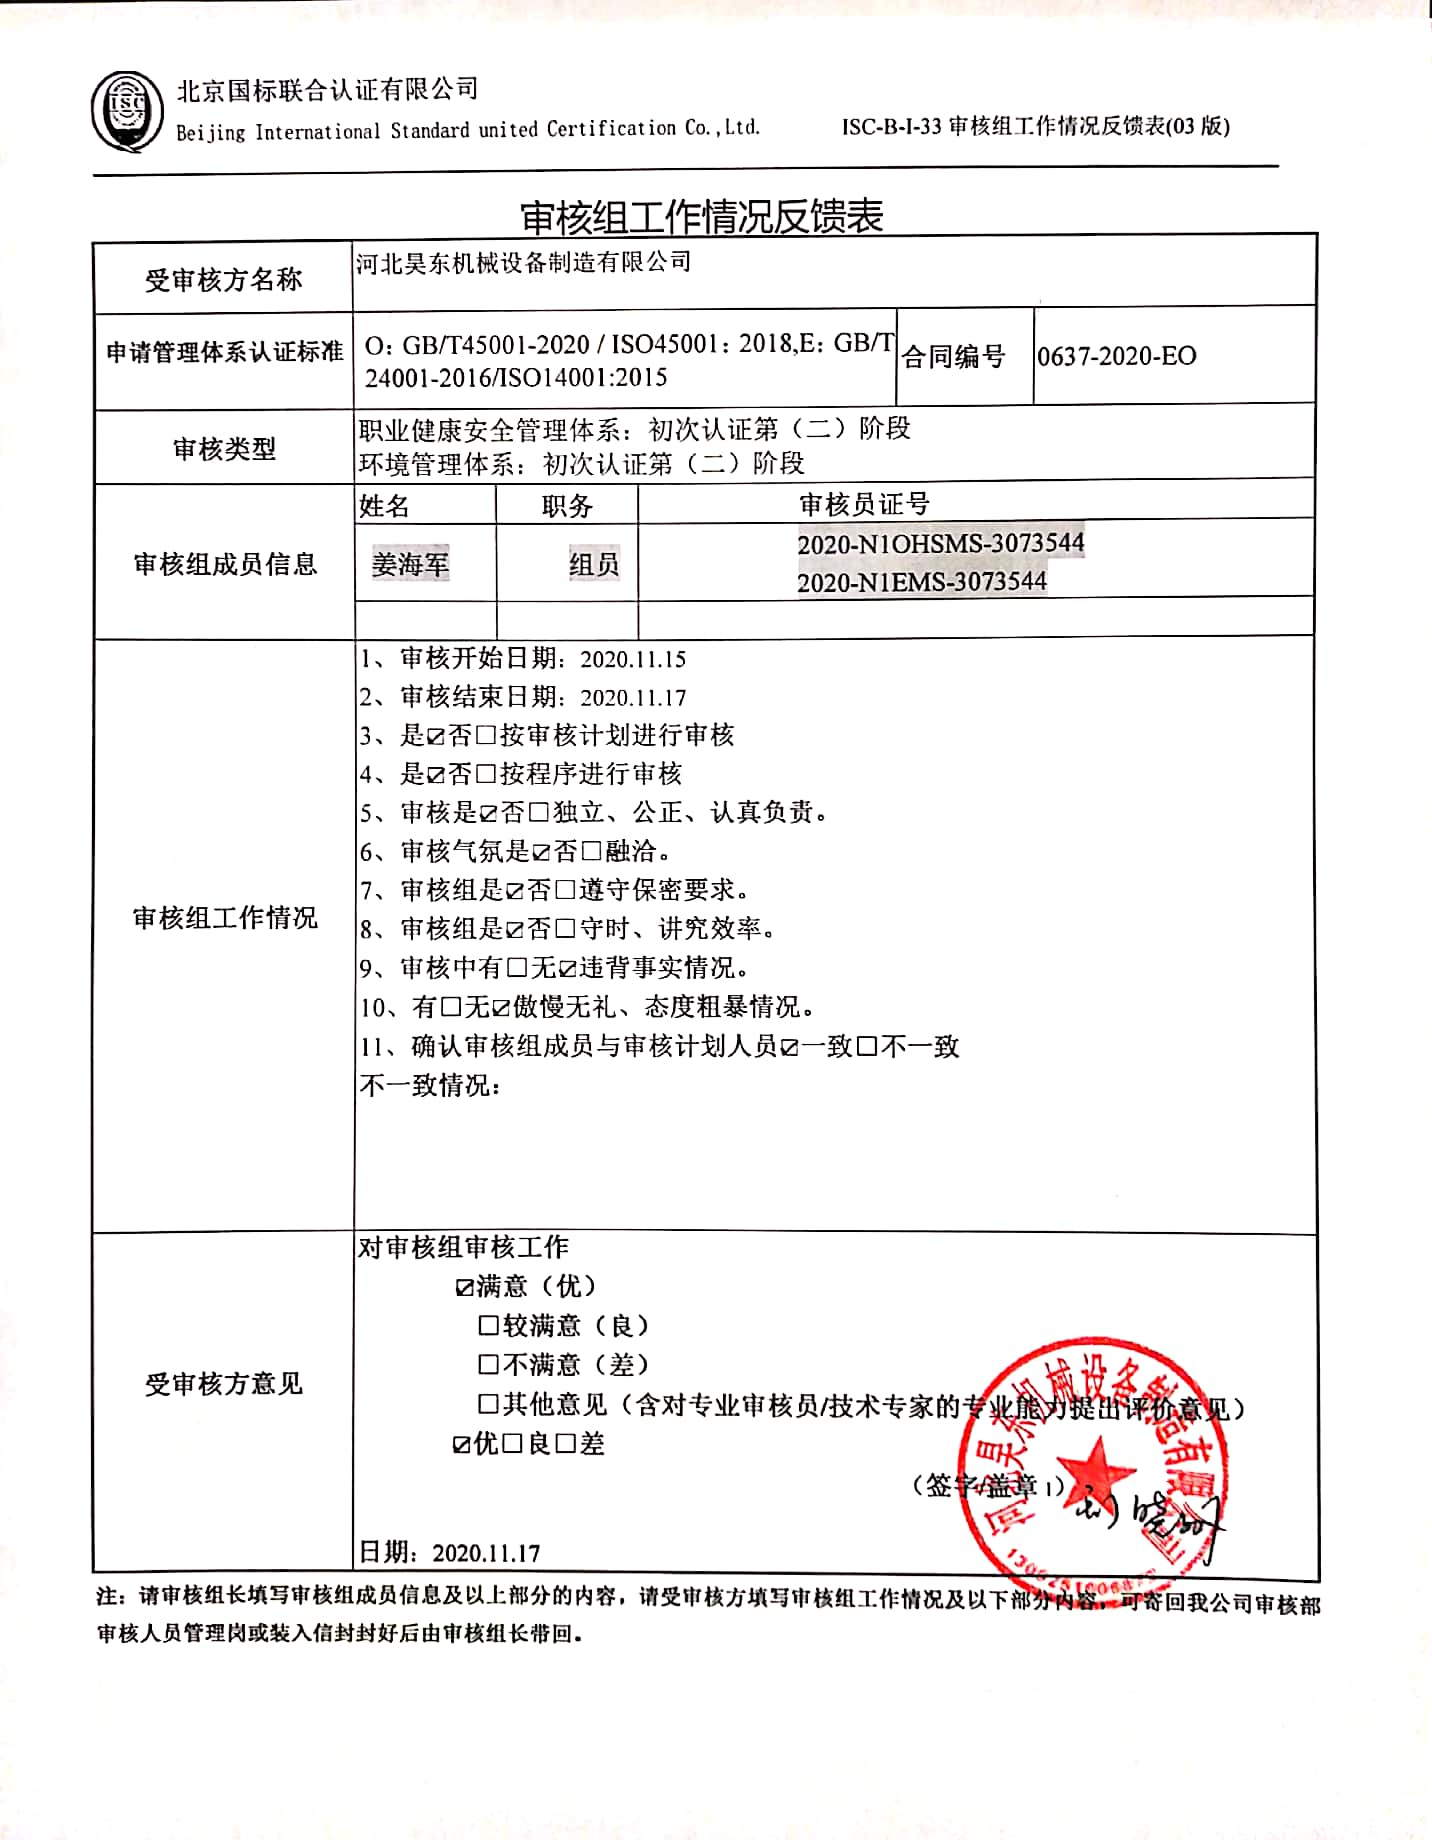 ISC
北京国标联合认证有限公司
Beijing International Standard united Certification Co.,Ltd.
ISC-B-I-33 审核组工作情况反馈表(03 版)
审核组工作情况反馈表
受审核方名称
河北昊东机械设备制造有限公司
申请管理体系认证标准
O: GB/T45001-2020 / ISO45001: 2018,E: GB/T
24001-2016/ISO14001:2015
合同编号
0637-2020-EO
审核类型
职业健康安全管理体系：初次认证第（二）阶段
环境管理体系：初次认证第（二）阶段
审核组成员信息
姓名
职务
审核员证号
姜海军
组员
2020-N1OHSMS-3073544
2020-N1EMS-3073544
审核组工作情况
1、审核开始日期：2020.11.15
2、审核结束日期：2020.11.17
3、是☑否□按审核计划进行审核
4、是☑否□按程序进行审核
5、审核是☑否□独立、公正、认真负责。
6、审核气氛是☑否□融洽。
7、审核组是☑否□遵守保密要求。
8、审核组是☑否□守时、讲究效率。
9、审核中有□无☑违背事实情况。
10、有□无☑傲慢无礼、态度粗暴情况。
11、确认审核组成员与审核计划人员☑一致□不一致
不一致情况：
受审核方意见
对审核组审核工作
☑满意（优）
□较满意（良）
□不满意（差）
□其他意见（含对专业审核员/技术专家的专业能力提出评价意见）
☑优□良□差
（签字/盖章1）
河北昊东机械设备制造有限公司
日期：2020.11.17
注：请审核组长填写审核组成员信息及以上部分的内容，请受审核方填写审核组工作情况及以下部分内容，可寄回我公司审核部
审核人员管理岗或装入信封封好后由审核组长带回。